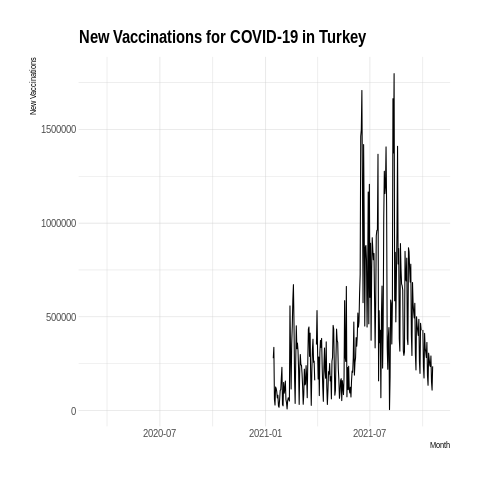 New Vaccinations for COVID-19 in Turkey
New Vaccinations
1500000
1000000
500000
0
2020-07 2021-01 2021-07
Month